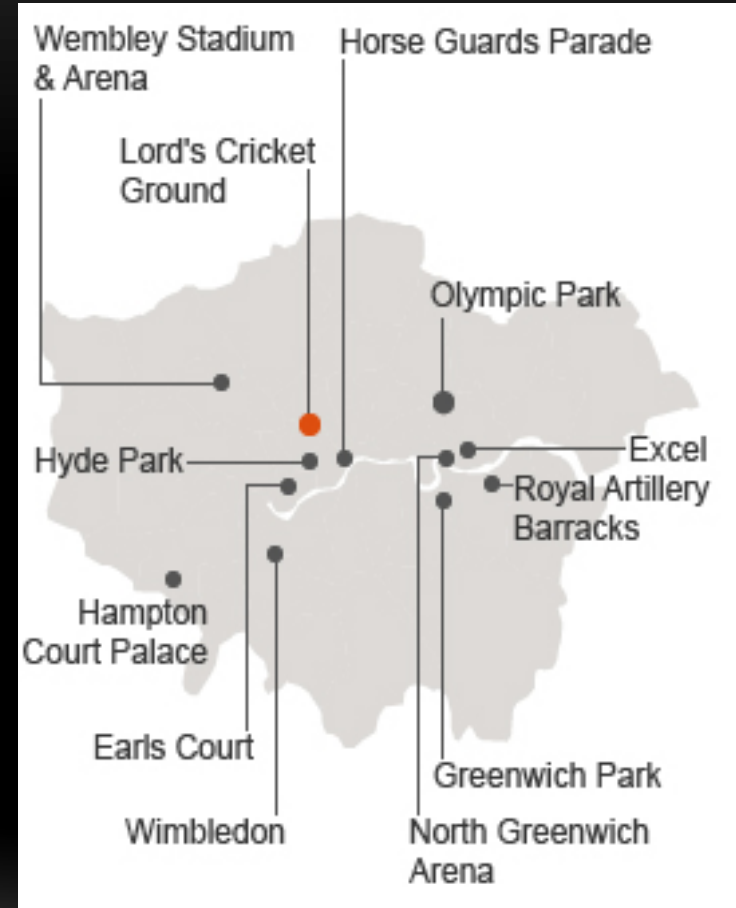 Wembley Stadium
& Arena
Horse Guards Parade
Lord's Cricket
Ground
Olympic Park
Hyde Park
Excel
Royal Artillery
Barracks
Hampton
Court Palace
Earls Court
Greenwich Park
Wimbledon
North Greenwich
Arena